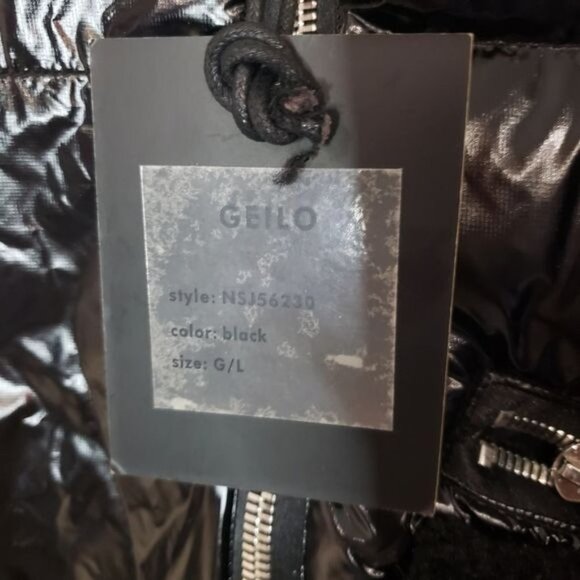 GEILO
style: NSJ56230
color: black
size: G/L